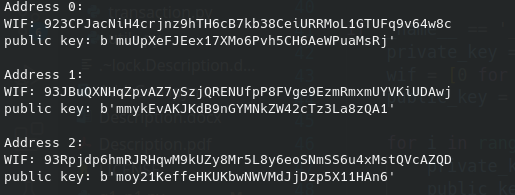 Address 0:
WIF: 923CPJacNiH4crjnz9hTH6cB7kb38CeiURRMoL1GTUFq9v64w8c
public key: b'muUpXeFJEex17XMo6Pvh5CH6AeWPuaMsRj'
Address 1:
WIF: 93JBuQXNHqZpvAZ7ySzjQRENUfpP8FVge9EzmRmxmUYVKiUDAwj
public key: b'mmykEvAKJKdB9nGYMNkZW42cTz3La8zQA1'
Address 2:
WIF: 93Rpjdp6hmRJRHqwM9kUZy8Mr5L8y6eoSNmSS6u4xMstQVcAZQD
public key: b'moy21KeffeHKUKbwNWVMdJjDzp5X11HAn6'